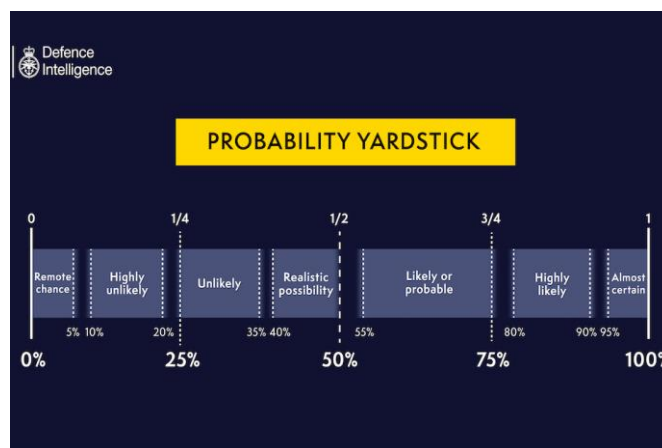 Defence
Intelligence
PROBABILITY YARDSTICK
0 1/4 1/2 3/4 1
Remote chance
Highly unlikely
Unlikely
Realistic possibility
Likely or probable
Highly likely
Almost certain
5% 10% 20% 35% 40% 55% 80% 90% 95%
0% 25% 50% 75% 100%